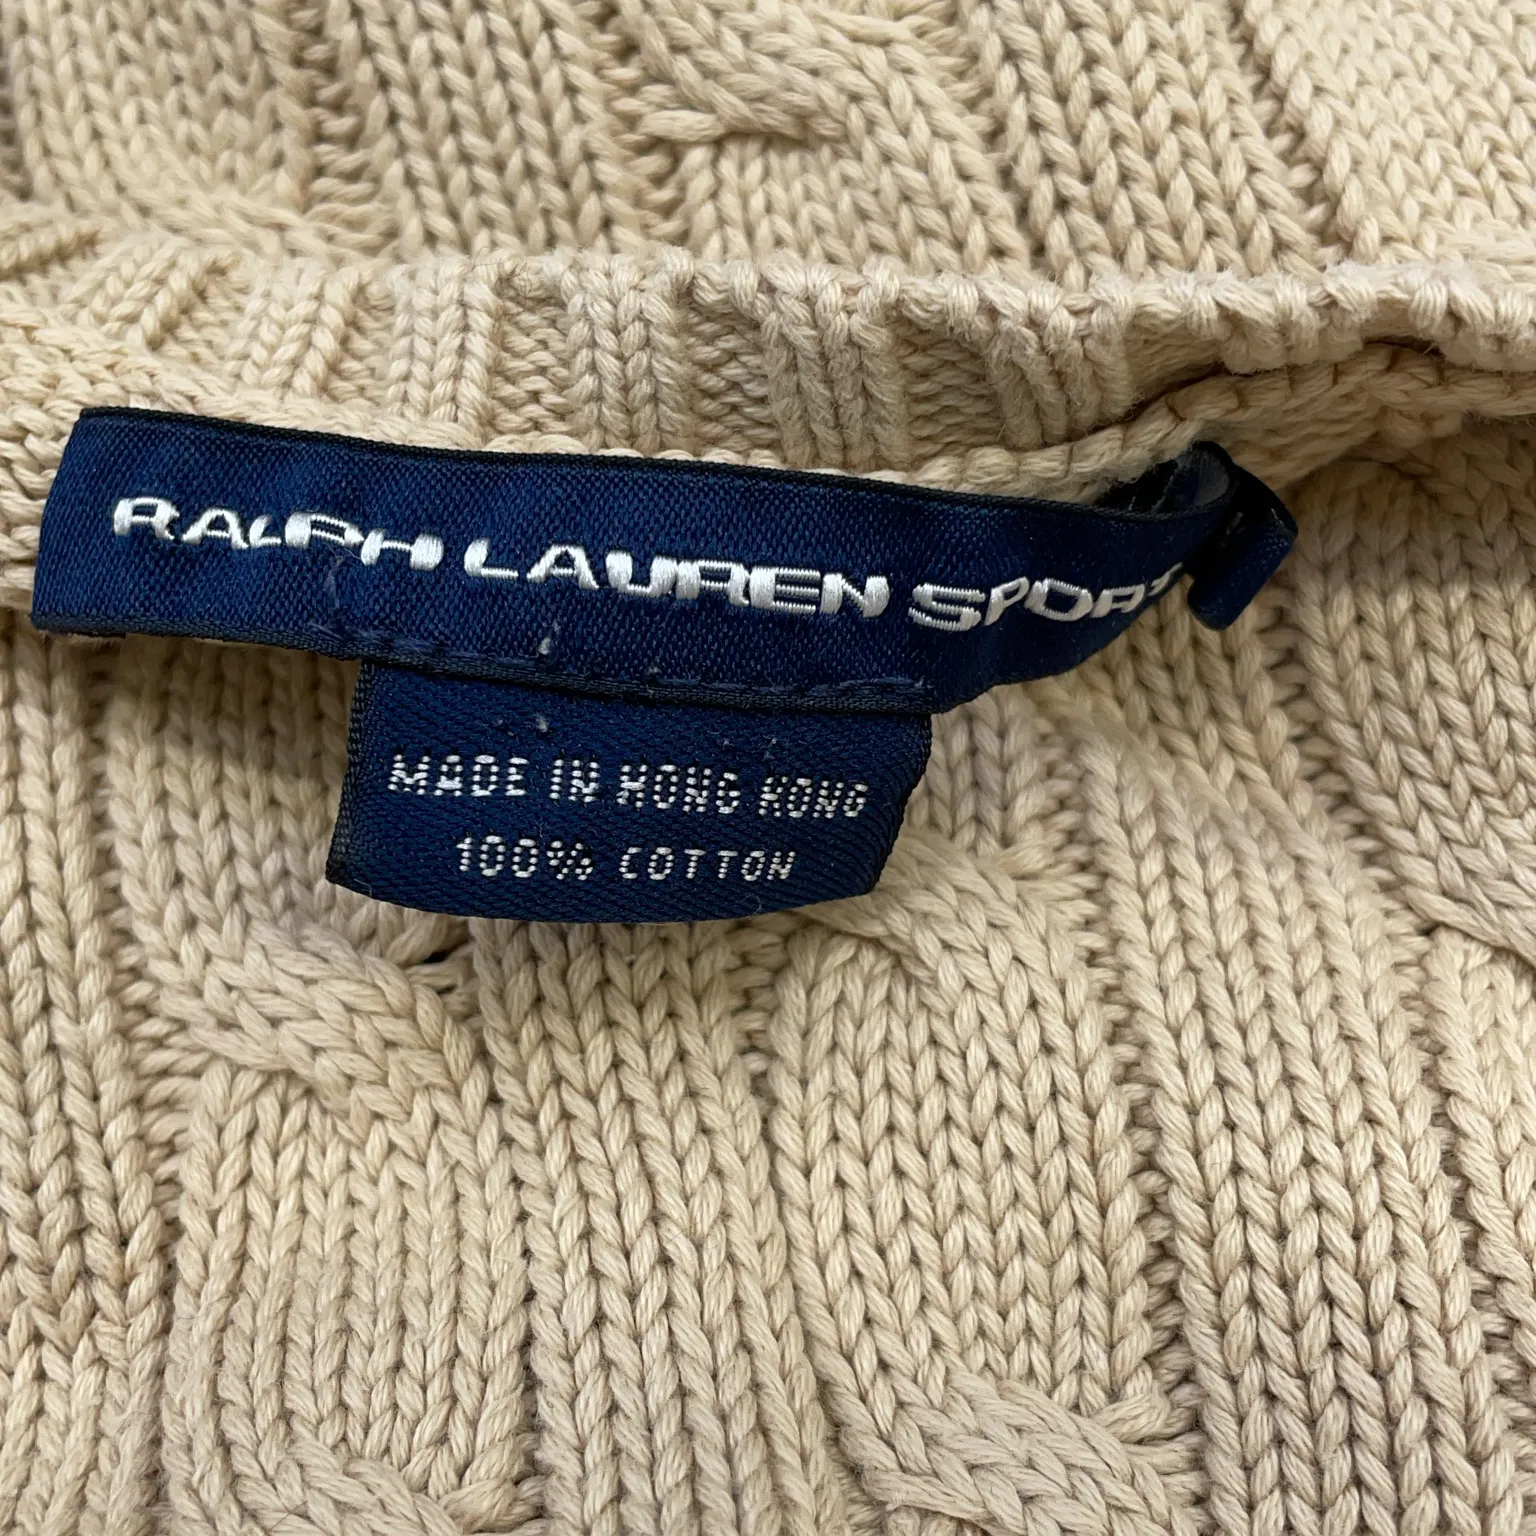 RALPH LAUREN SPORT
MADE IN HONG KONG
100% COTTON